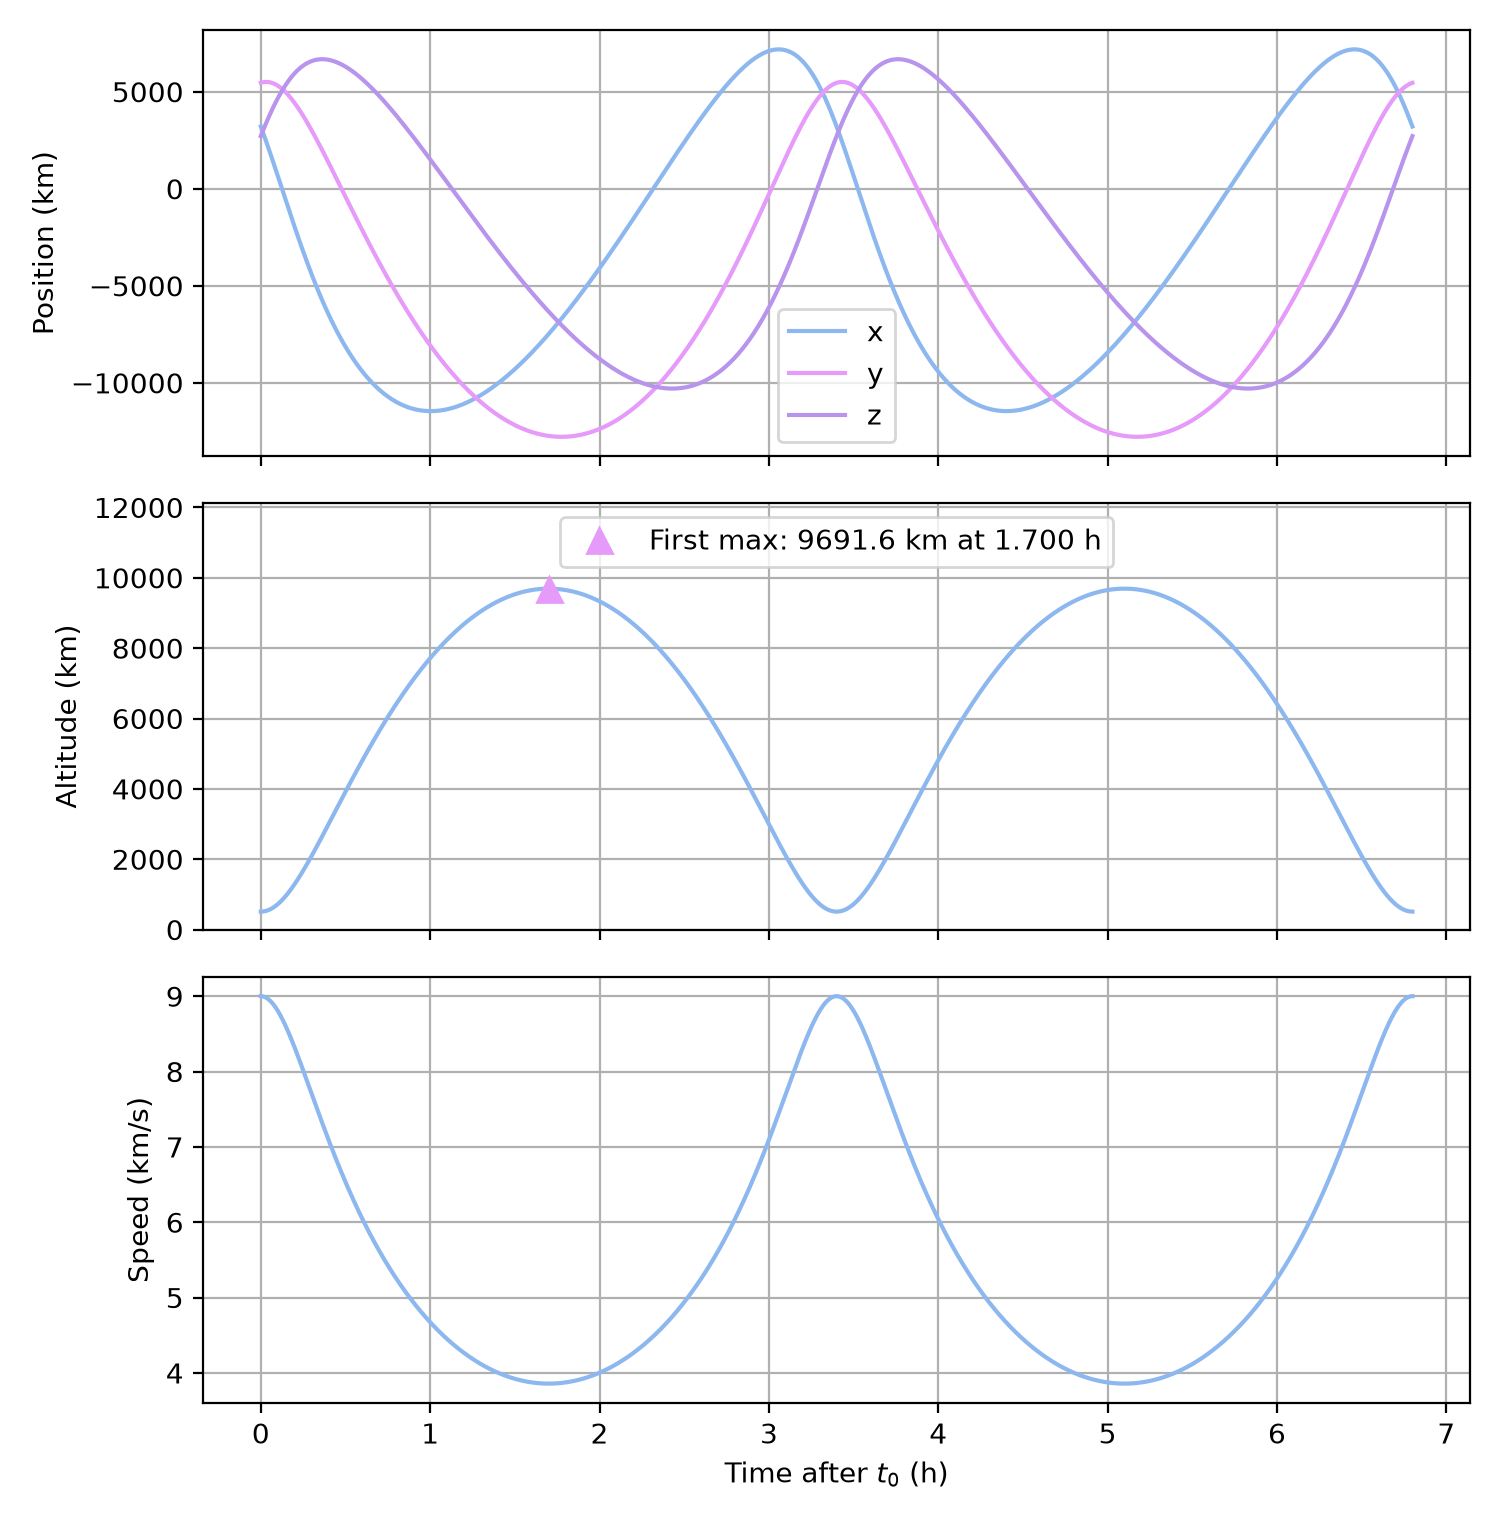 Position (km)
5000
0
−5000
−10000
x
y
z
Altitude (km)
12000
10000
8000
6000
4000
2000
0
First max: 9691.6 km at 1.700 h
Speed (km/s)
9
8
7
6
5
4
0 1 2 3 4 5 6 7
Time after t₀ (h)